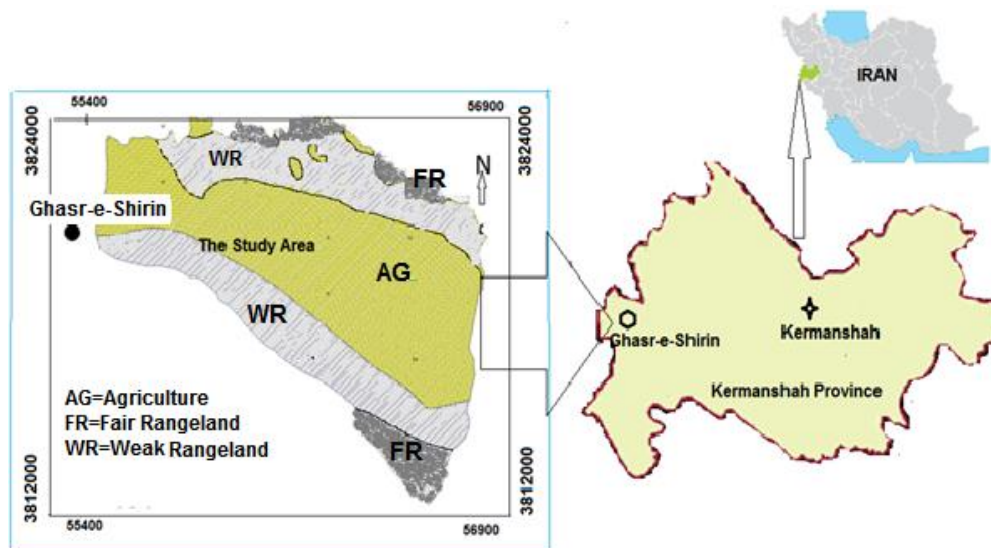 55400
56900
3824000
3824000
WR
FR
N
Ghasr-e-Shirin
The Study Area
AG
WR
AG=Agriculture
FR=Fair Rangeland
WR=Weak Rangeland
FR
3812000
3812000
55400
56900
IRAN
Kermanshah
Ghasr-e-Shirin
Kermanshah Province